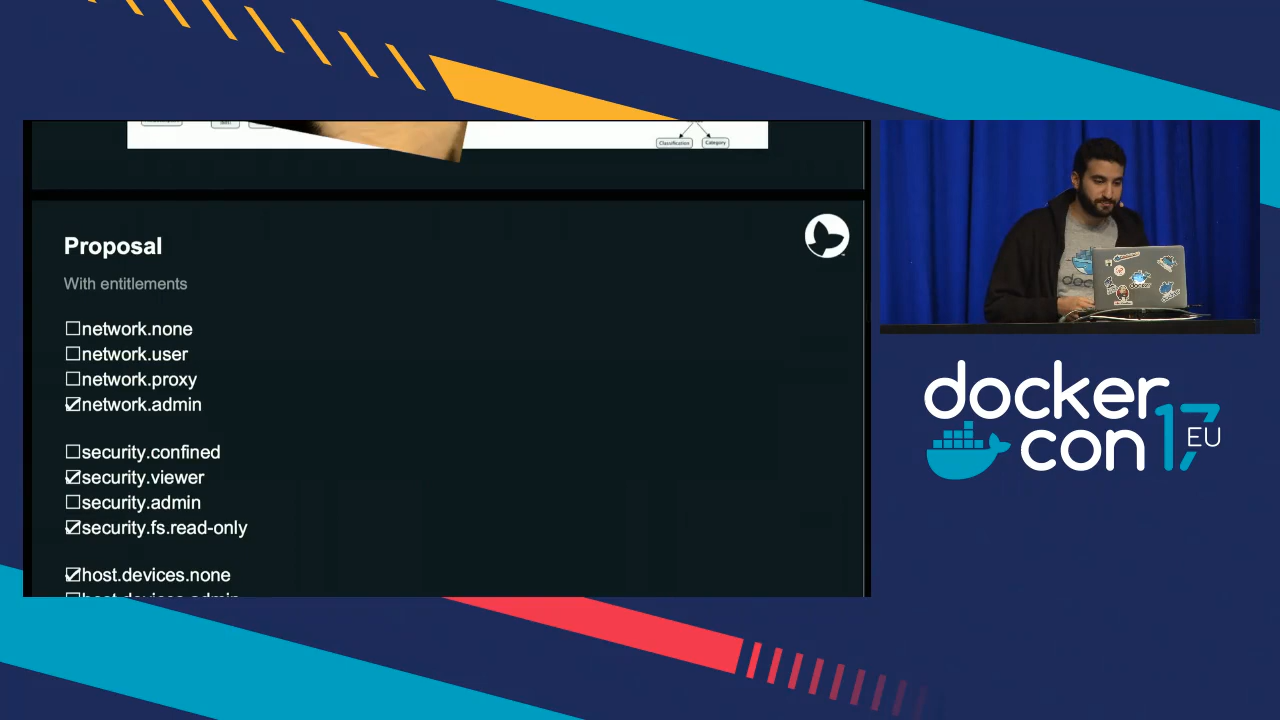 Classification
Category
Proposal
With entitlements
☐network.none
☐network.user
☐network.proxy
☑network.admin
☐security.confined
☑security.viewer
☐security.admin
☑security.fs.read-only
☑host.devices.none
docker
con 17 EU